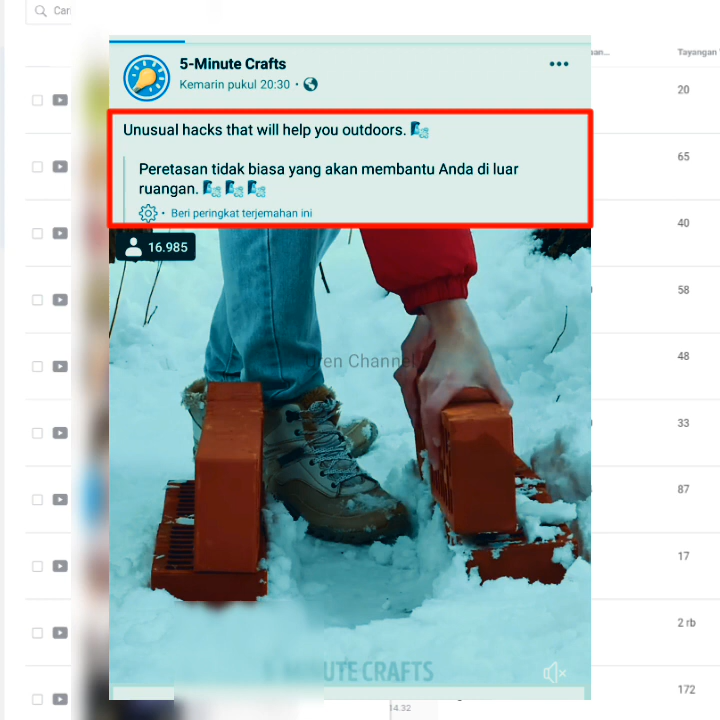 5-Minute Crafts
Kemarin pukul 20:30 ·
Unusual hacks that will help you outdoors.
Peretasan tidak biasa yang akan membantu Anda di luar
ruangan.
· Beri peringkat terjemahan ini
16.985
Channel
UTE CRAFTS
Tayangan
20
65
40
58
48
33
87
17
2 rb
172
14.32